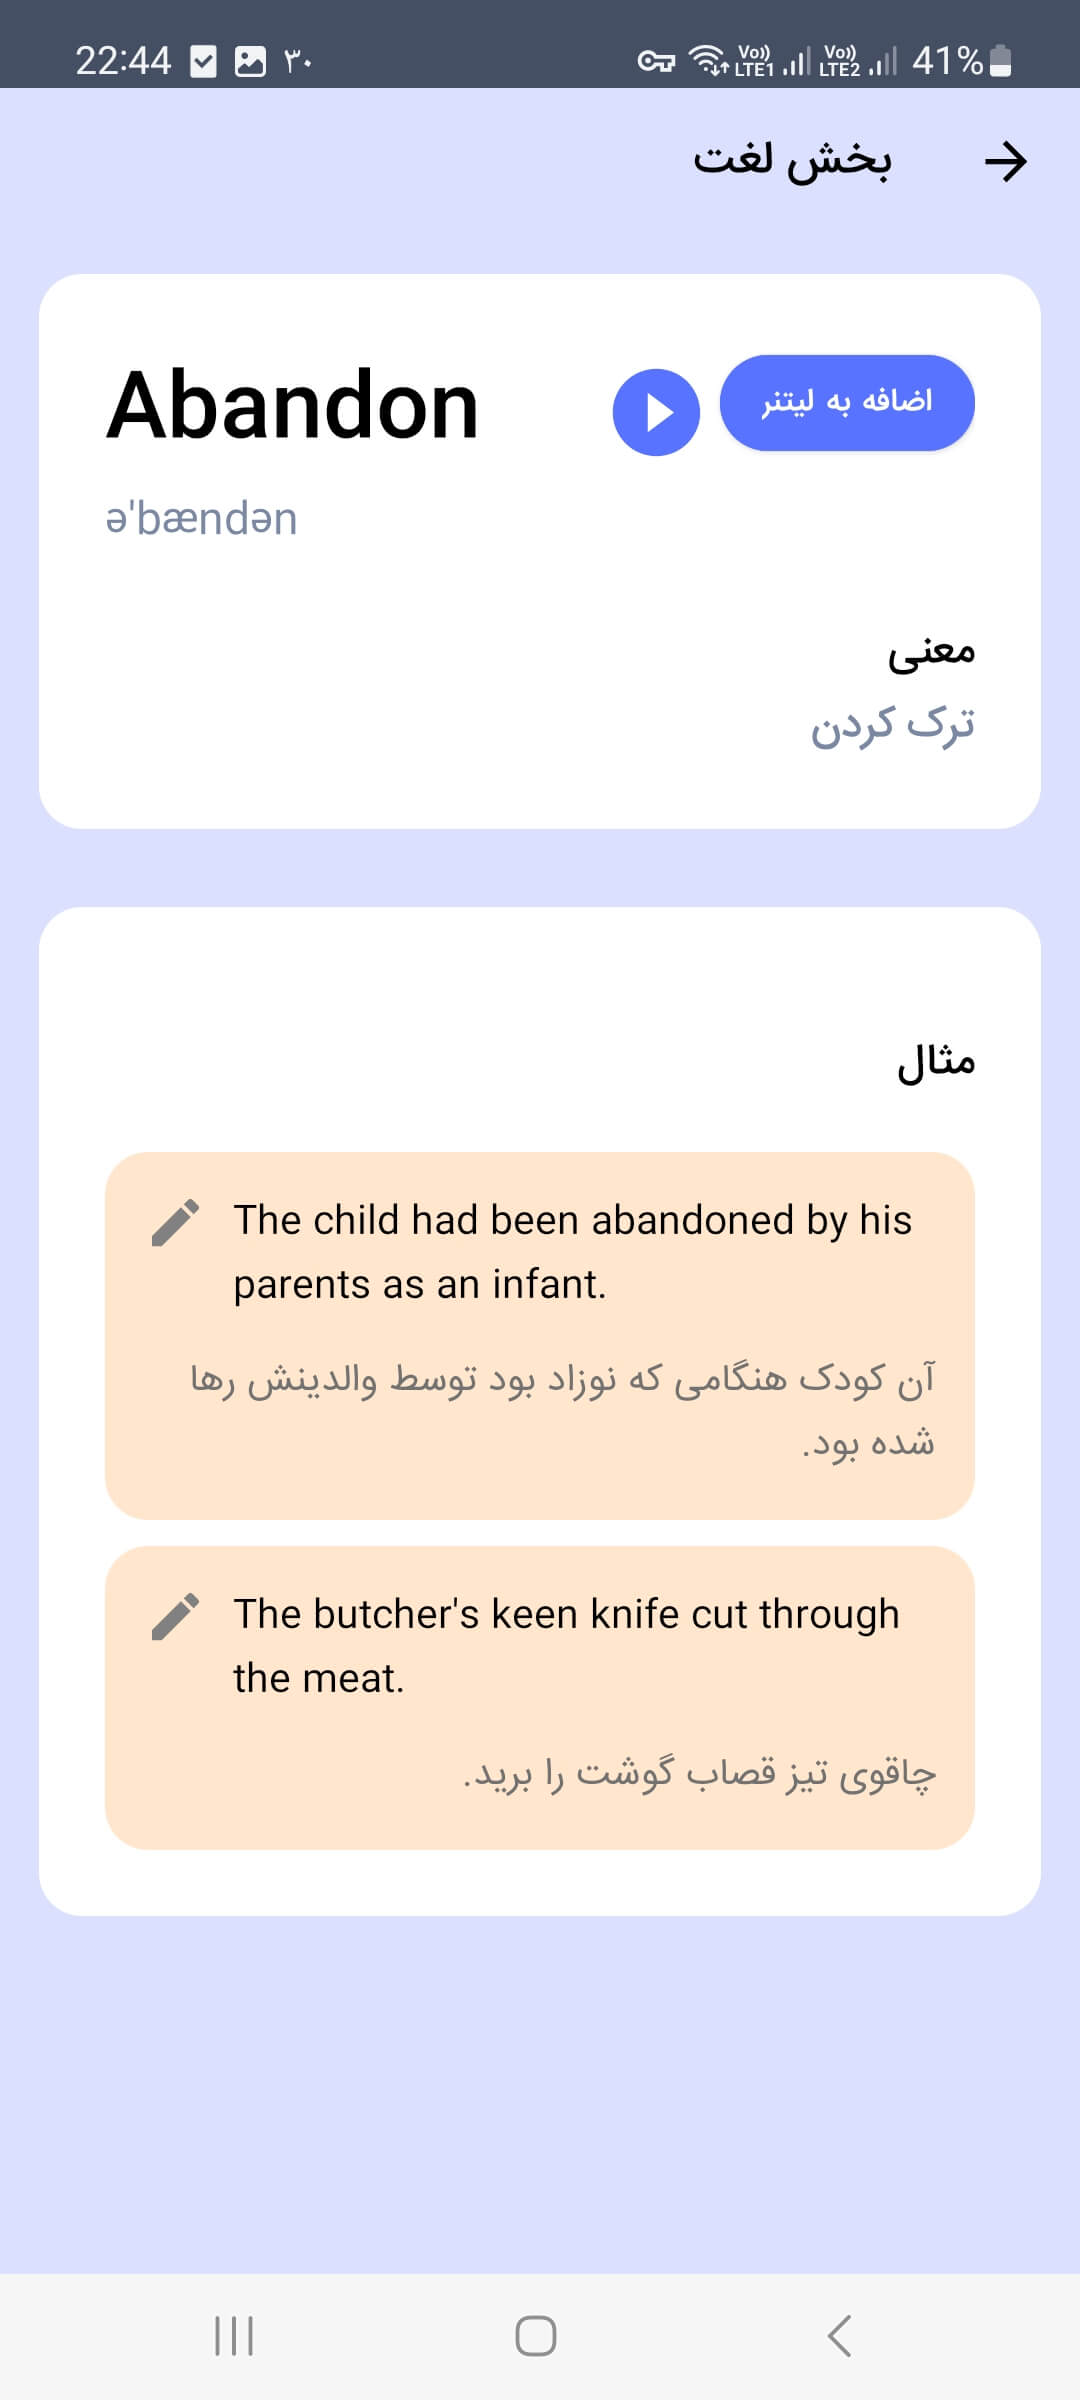 22:44
۳۰
Vo)) LTE1
Vo)) LTE2
41%
بخش لغت
Abandon
اضافه به لیتنر
ə'bændən
معنی
ترک کردن
مثال
The child had been abandoned by his
parents as an infant.
آن کودک هنگامی که نوزاد بود توسط والدینش رها
شده بود.
The butcher's keen knife cut through
the meat.
چاقوی تیز قصاب گوشت را برید.